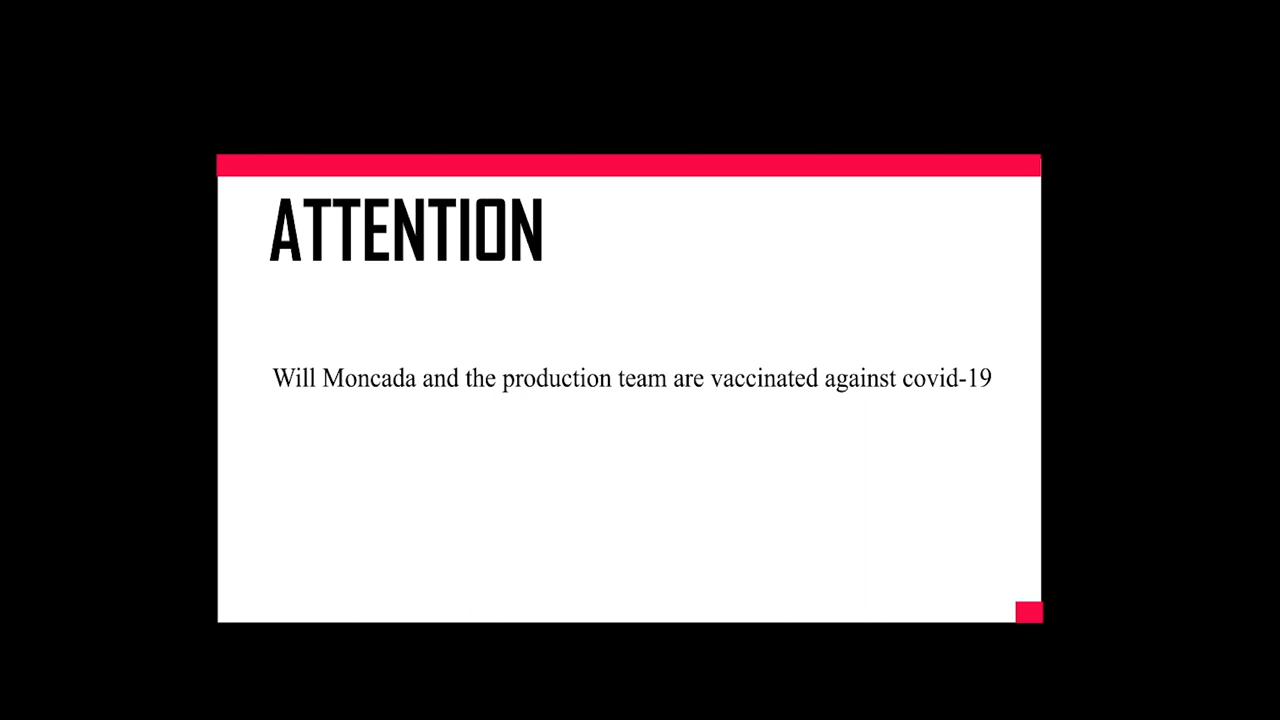 ATTENTION
Will Moncada and the production team are vaccinated against covid-19